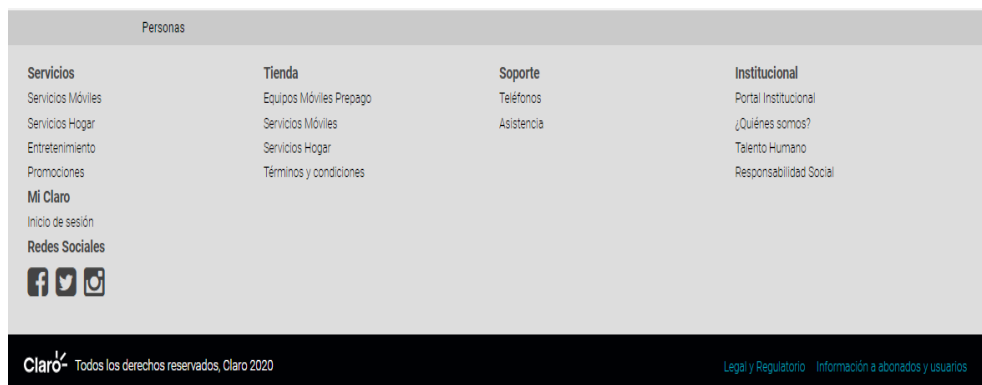 Personas
Servicios
Servicios Móviles
Servicios Hogar
Entretenimiento
Promociones
Mi Claro
Inicio de sesión
Redes Sociales
Tienda
Equipos Móviles Prepago
Servicios Móviles
Servicios Hogar
Términos y condiciones
Soporte
Teléfonos
Asistencia
Institucional
Portal Institucional
¿Quiénes somos?
Talento Humano
Responsabilidad Social
Claro Todos los derechos reservados, Claro 2020
Legal y Regulatorio Información a abonados y usuarios